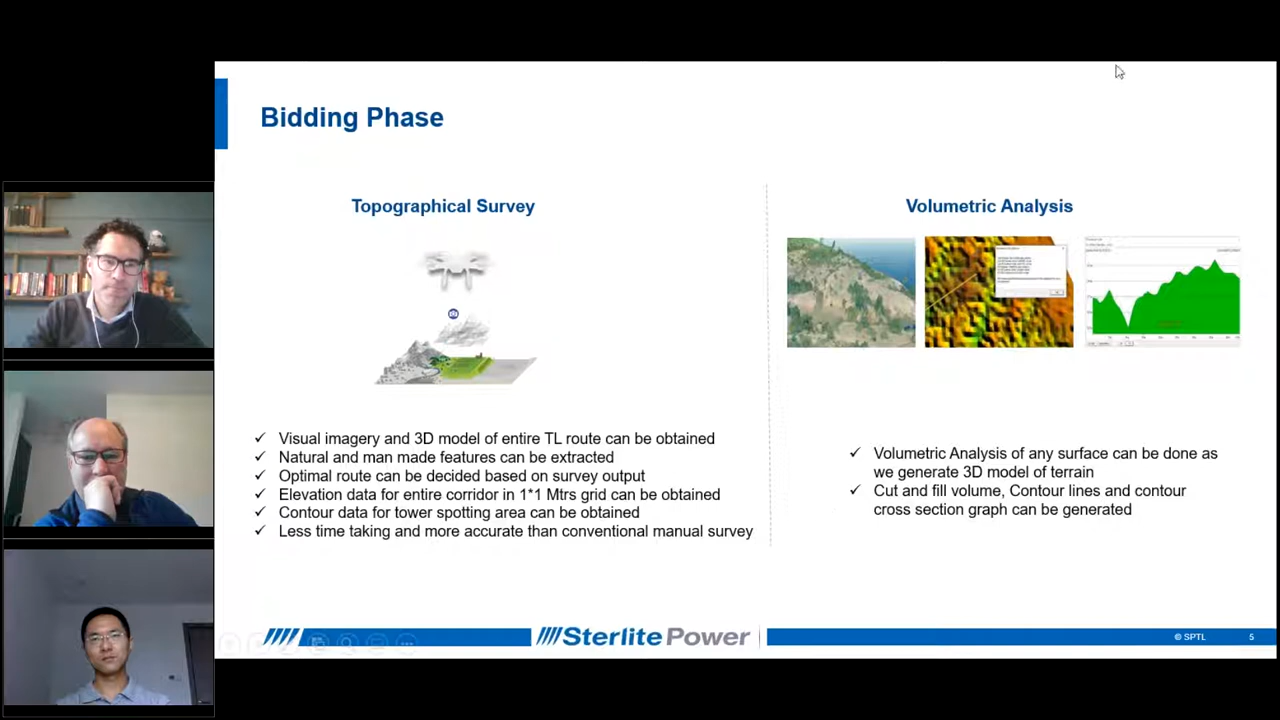 Bidding Phase
Topographical Survey
Visual imagery and 3D model of entire TL route can be obtained
Natural and man made features can be extracted
Optimal route can be decided based on survey output
Elevation data for entire corridor in 1*1 Mtrs grid can be obtained
Contour data for tower spotting area can be obtained
Less time taking and more accurate than conventional manual survey
Volumetric Analysis
Volumetric Analysis of any surface can be done as
we generate 3D model of terrain
Cut and fill volume, Contour lines and contour
cross section graph can be generated
Sterlite Power
© SPTL
5